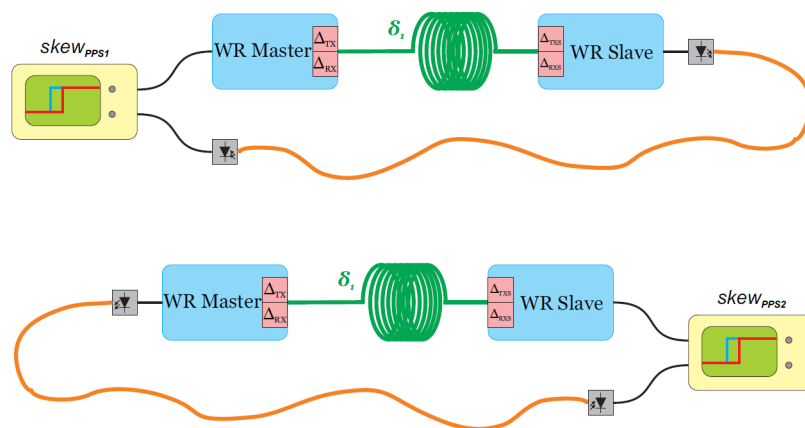 skewPPS1
WR Master
ΔTX
ΔRX
δ1
ΔTXS
ΔRXS
WR Slave
WR Master
ΔTX
ΔRX
δ1
ΔTXS
ΔRXS
WR Slave
skewPPS2